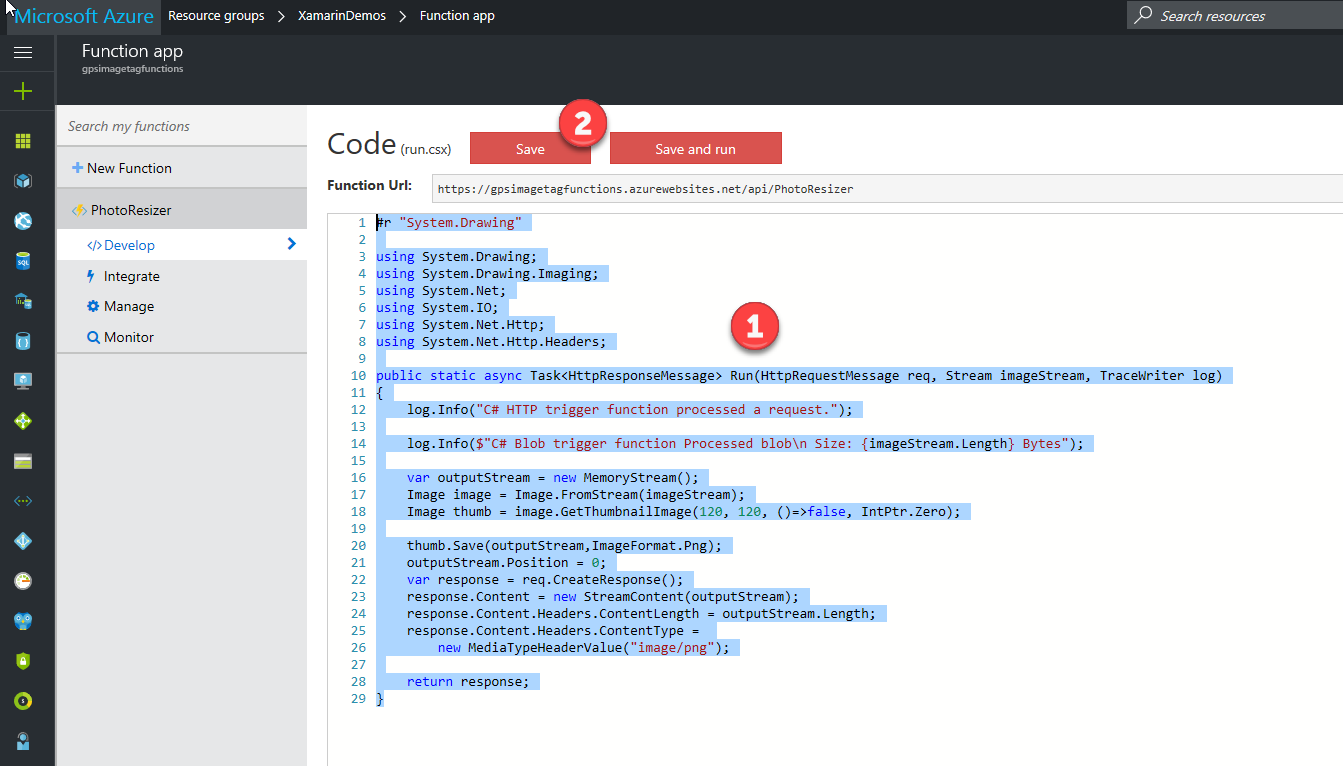 Microsoft Azure Resource groups > XamarinDemos > Function app
Search resources
Function app
gpsimagetagfunctions
Search my functions
+ New Function
PhotoResizer
</> Develop
Integrate
Manage
Monitor
Code (run.csx)
Save
2
Save and run
Function Url:
https://gpsimagetagfunctions.azurewebsites.net/api/PhotoResizer
1
1 #r "System.Drawing"
2
3 using System.Drawing;
4 using System.Drawing.Imaging;
5 using System.Net;
6 using System.IO;
7 using System.Net.Http;
8 using System.Net.Http.Headers;
9
10 public static async Task<HttpResponseMessage> Run(HttpRequestMessage req, Stream imageStream, TraceWriter log)
11 {
12     log.Info("C# HTTP trigger function processed a request.");
13
14     log.Info($"C# Blob trigger function Processed blob\n Size: {imageStream.Length} Bytes");
15
16     var outputStream = new MemoryStream();
17     Image image = Image.FromStream(imageStream);
18     Image thumb = image.GetThumbnailImage(120, 120, ()=>false, IntPtr.Zero);
19
20     thumb.Save(outputStream,ImageFormat.Png);
21     outputStream.Position = 0;
22     var response = req.CreateResponse();
23     response.Content = new StreamContent(outputStream);
24     response.Content.Headers.ContentLength = outputStream.Length;
25     response.Content.Headers.ContentType =
26         new MediaTypeHeaderValue("image/png");
27
28     return response;
29 }
SQL